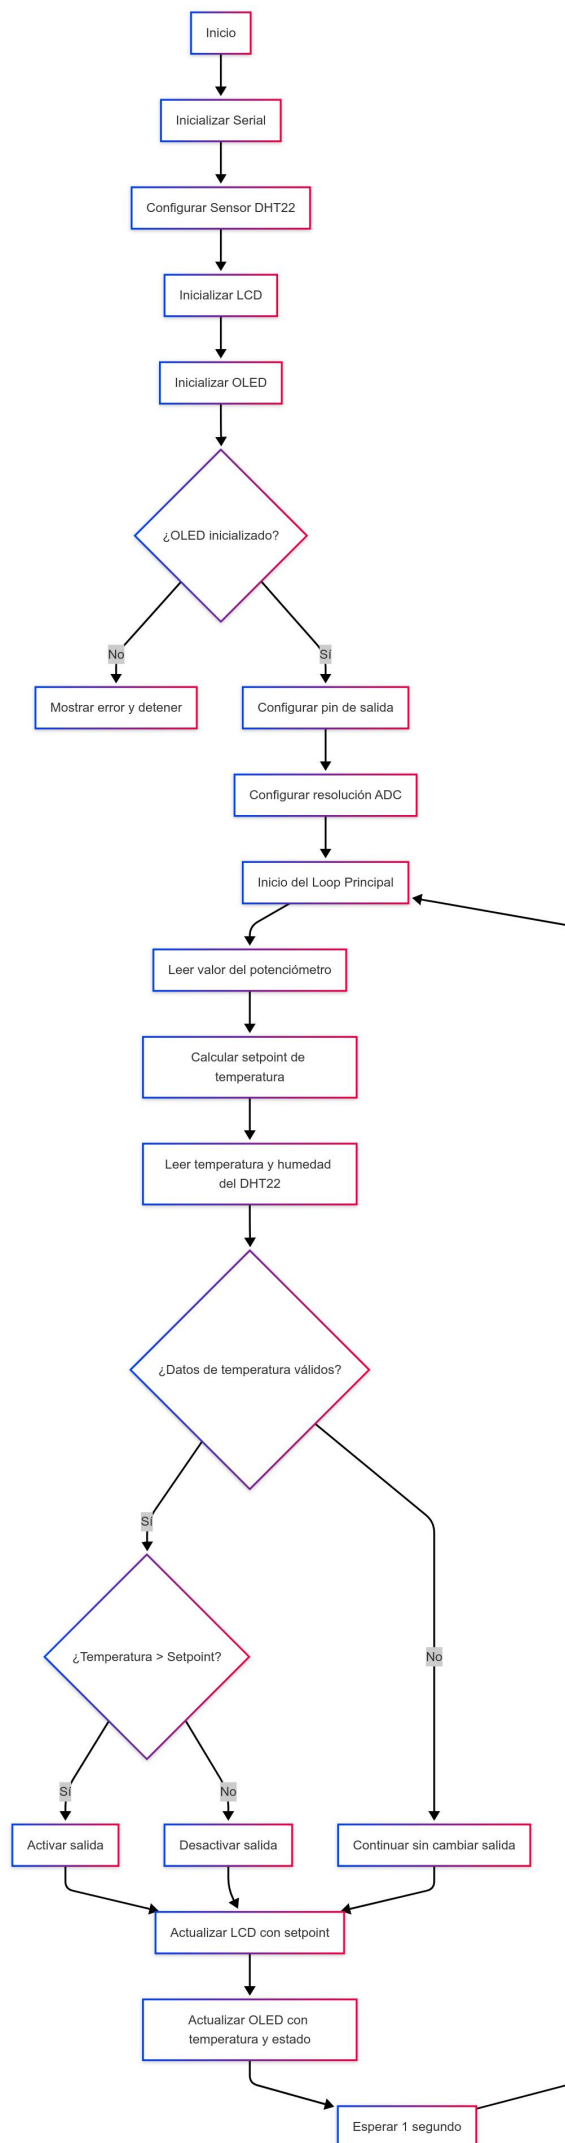 Inicio
Inicializar Serial
Configurar Sensor DHT22
Inicializar LCD
Inicializar OLED
¿OLED inicializado?
No
Sí
Mostrar error y detener
Configurar pin de salida
Configurar resolución ADC
Inicio del Loop Principal
Leer valor del potenciómetro
Calcular setpoint de
temperatura
Leer temperatura y humedad
del DHT22
¿Datos de temperatura válidos?
Sí
¿Temperatura > Setpoint?
No
Sí
No
Activar salida
Desactivar salida
Continuar sin cambiar salida
Actualizar LCD con setpoint
Actualizar OLED con
temperatura y estado
Esperar 1 segundo